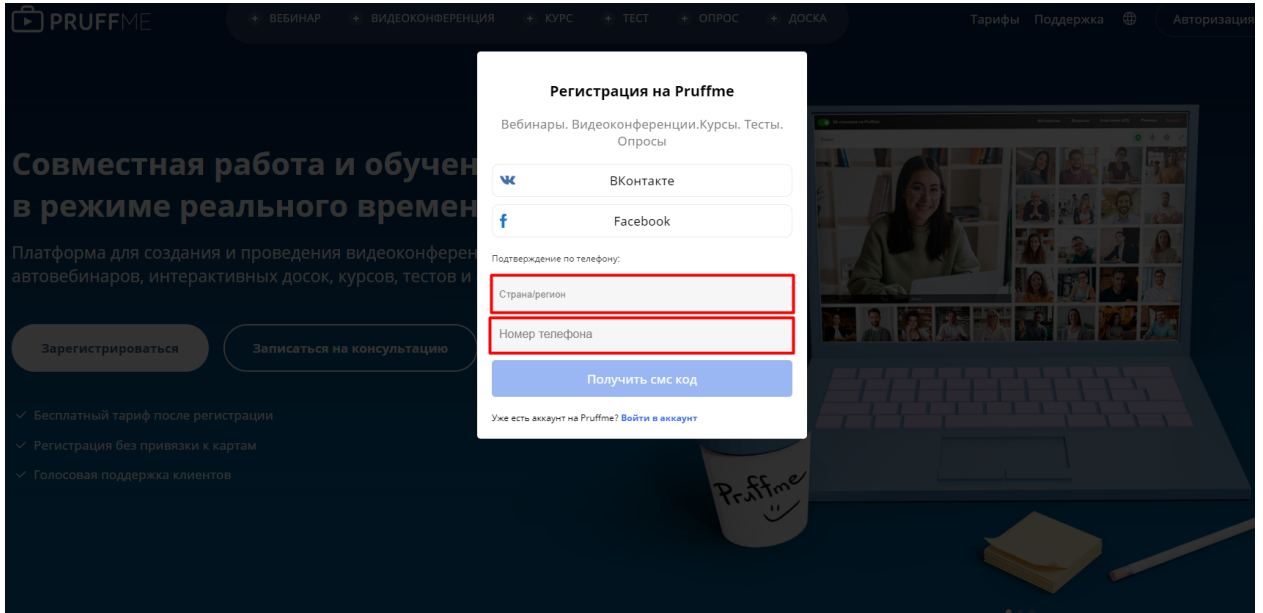 PRUFFME
+ ВЕБИНАР + ВИДЕОКОНФЕРЕНЦИЯ + КУРС + ТЕСТ + ОПРОС + ДОСКА
Тарифы Поддержка Авторизация
Регистрация на Pruffme
Вебинары. Видеоконференции.Курсы. Тесты.
Опросы
ВКонтакте
Facebook
Подтверждение по телефону:
Страна/регион
Номер телефона
Получить смс код
Уже есть аккаунт на Pruffme? Войти в аккаунт
Совместная работа и обучен
в режиме реального времен
Платформа для создания и проведения видеоконферен
автовебинаров, интерактивных досок, курсов, тестов и
Зарегистрироваться
Записаться на консультацию
Бесплатный тариф после регистрации
Регистрация без привязки к картам
Голосовая поддержка клиентов
Pruffme